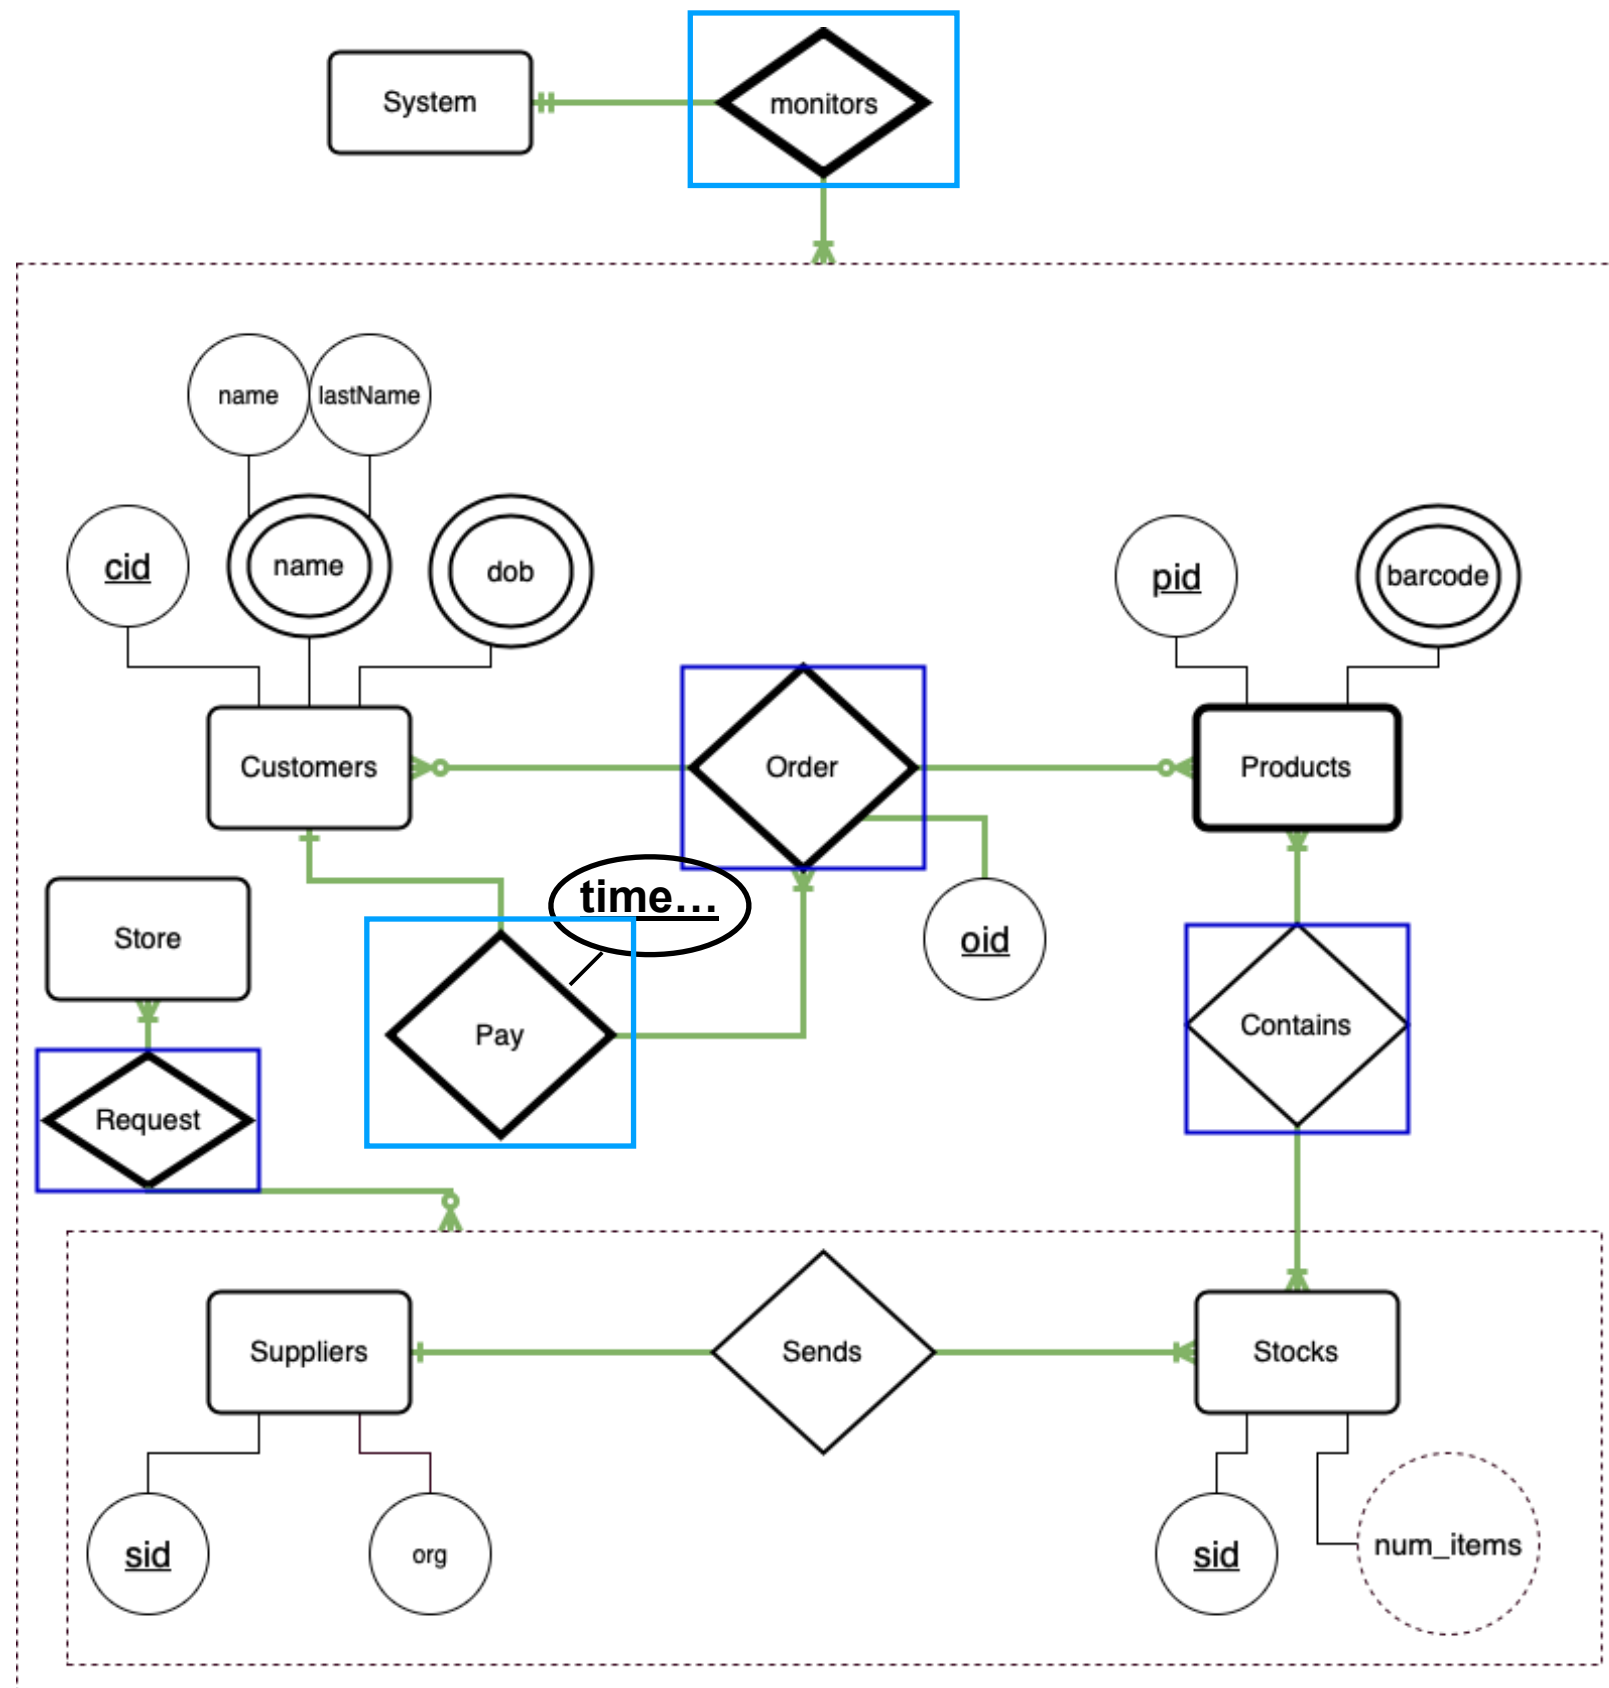 System
monitors
name
lastName
cid
name
dob
pid
barcode
Customers
Order
Products
time...
Store
oid
Pay
Contains
Request
Suppliers
Sends
Stocks
sid
org
sid
num_items